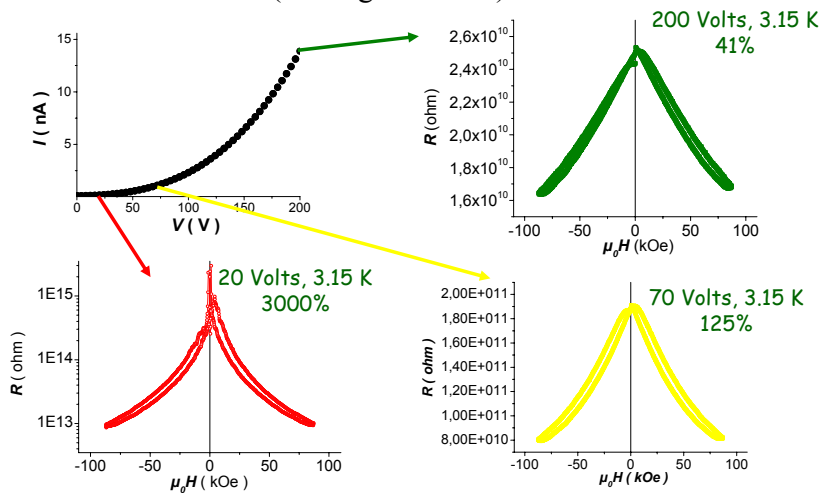 15
10
5
I ( nA )
0
50
100
150
200
V ( V )
200 Volts, 3.15 K
41%
2,6x10¹⁰
2,4x10¹⁰
2,2x10¹⁰
2,0x10¹⁰
1,8x10¹⁰
1,6x10¹⁰
R (ohm)
-100
-50
0
50
100
μ₀H (kOe)
20 Volts, 3.15 K
3000%
1E15
1E14
1E13
R ( ohm )
-100
-50
0
50
100
μ₀H ( kOe )
70 Volts, 3.15 K
125%
2,00E+011
1,80E+011
1,60E+011
1,40E+011
1,20E+011
1,00E+011
8,00E+010
R ( ohm )
-100
-50
0
50
100
μ₀H ( kOe )